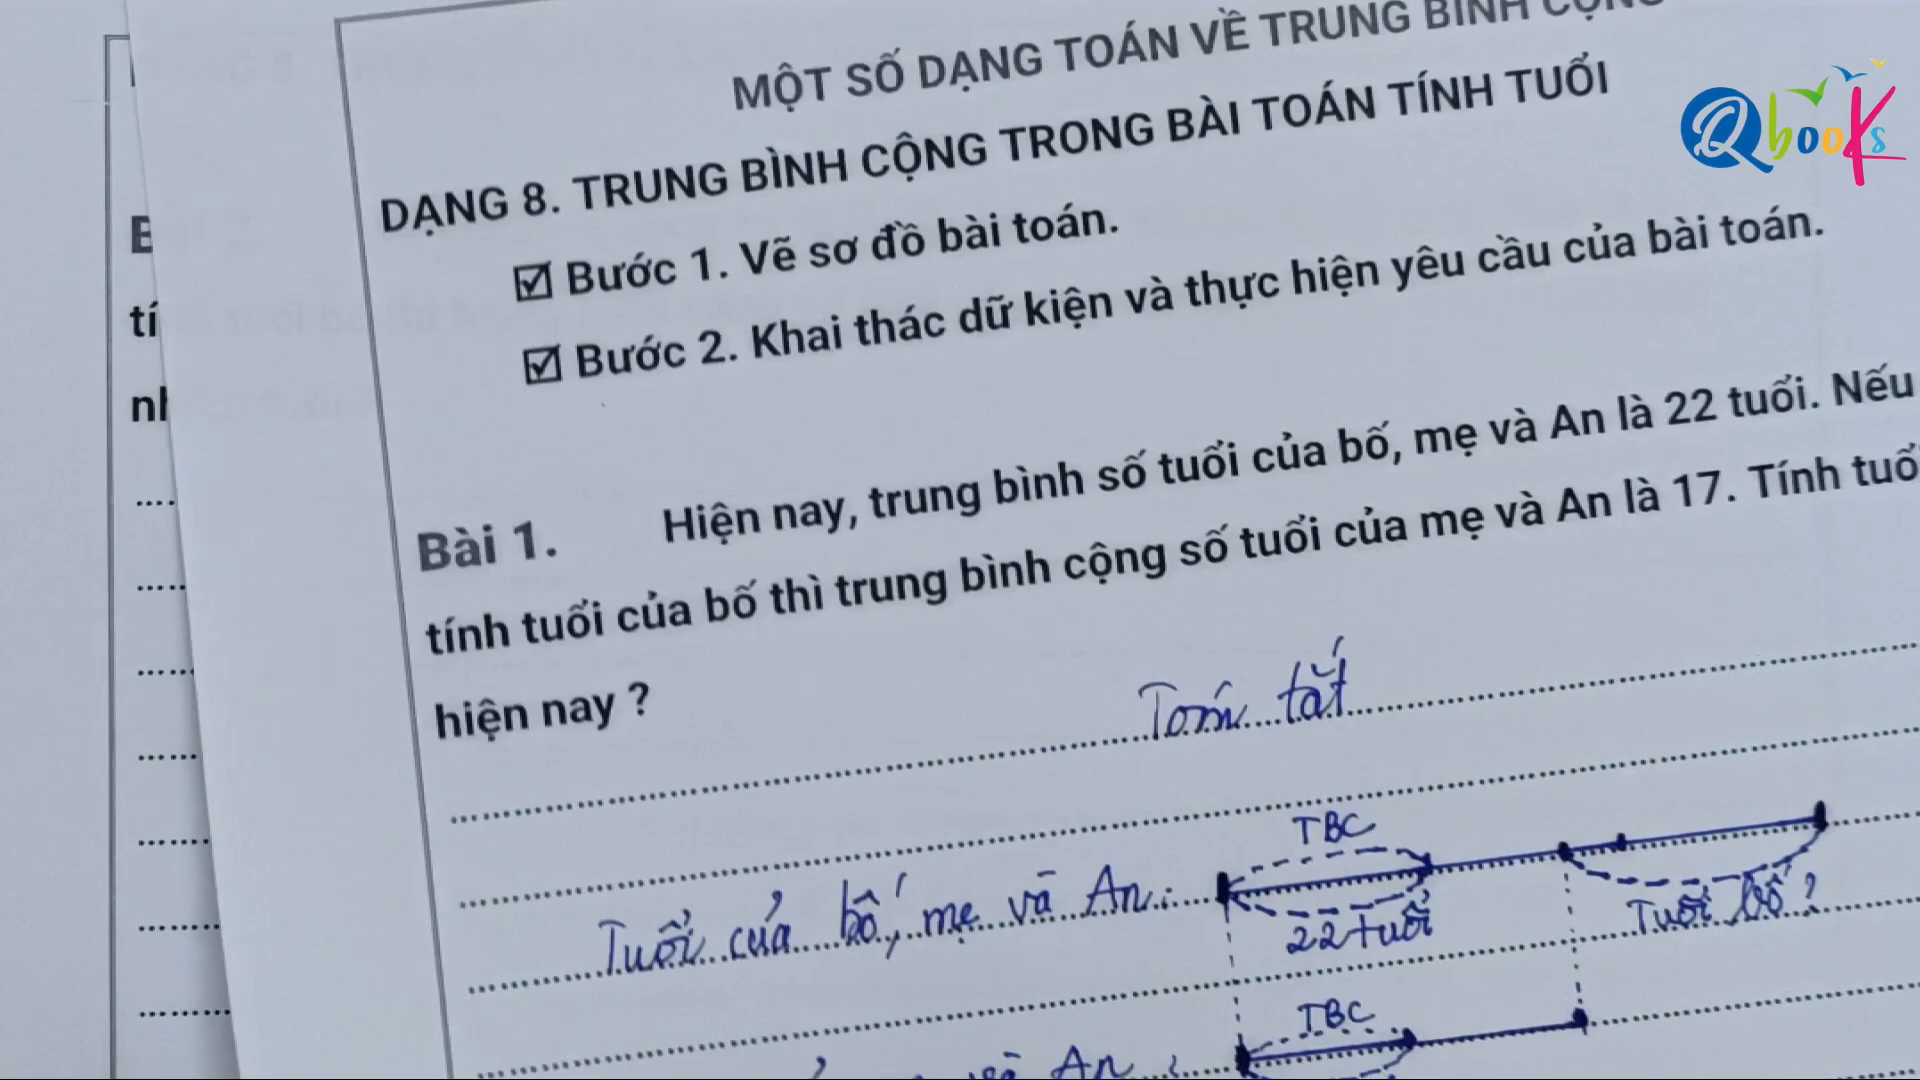 MỘT SỐ DẠNG TOÁN VỀ TRUNG BÌNH
DẠNG 8. TRUNG BÌNH CỘNG TRONG BÀI TOÁN TÍNH TUỔI
☑ Bước 1. Vẽ sơ đồ bài toán.
☑ Bước 2. Khai thác dữ kiện và thực hiện yêu cầu của bài toán.
Bài 1. Hiện nay, trung bình số tuổi của bố, mẹ và An là 22 tuổi. Nếu
tính tuổi của bố thì trung bình cộng số tuổi của mẹ và An là 17. Tính
hiện nay ?
Tóm tắt
TBC
Tuổi của bố, mẹ và An:
22 tuổi
Tuổi bố?
TBC
và An :
Qbooks